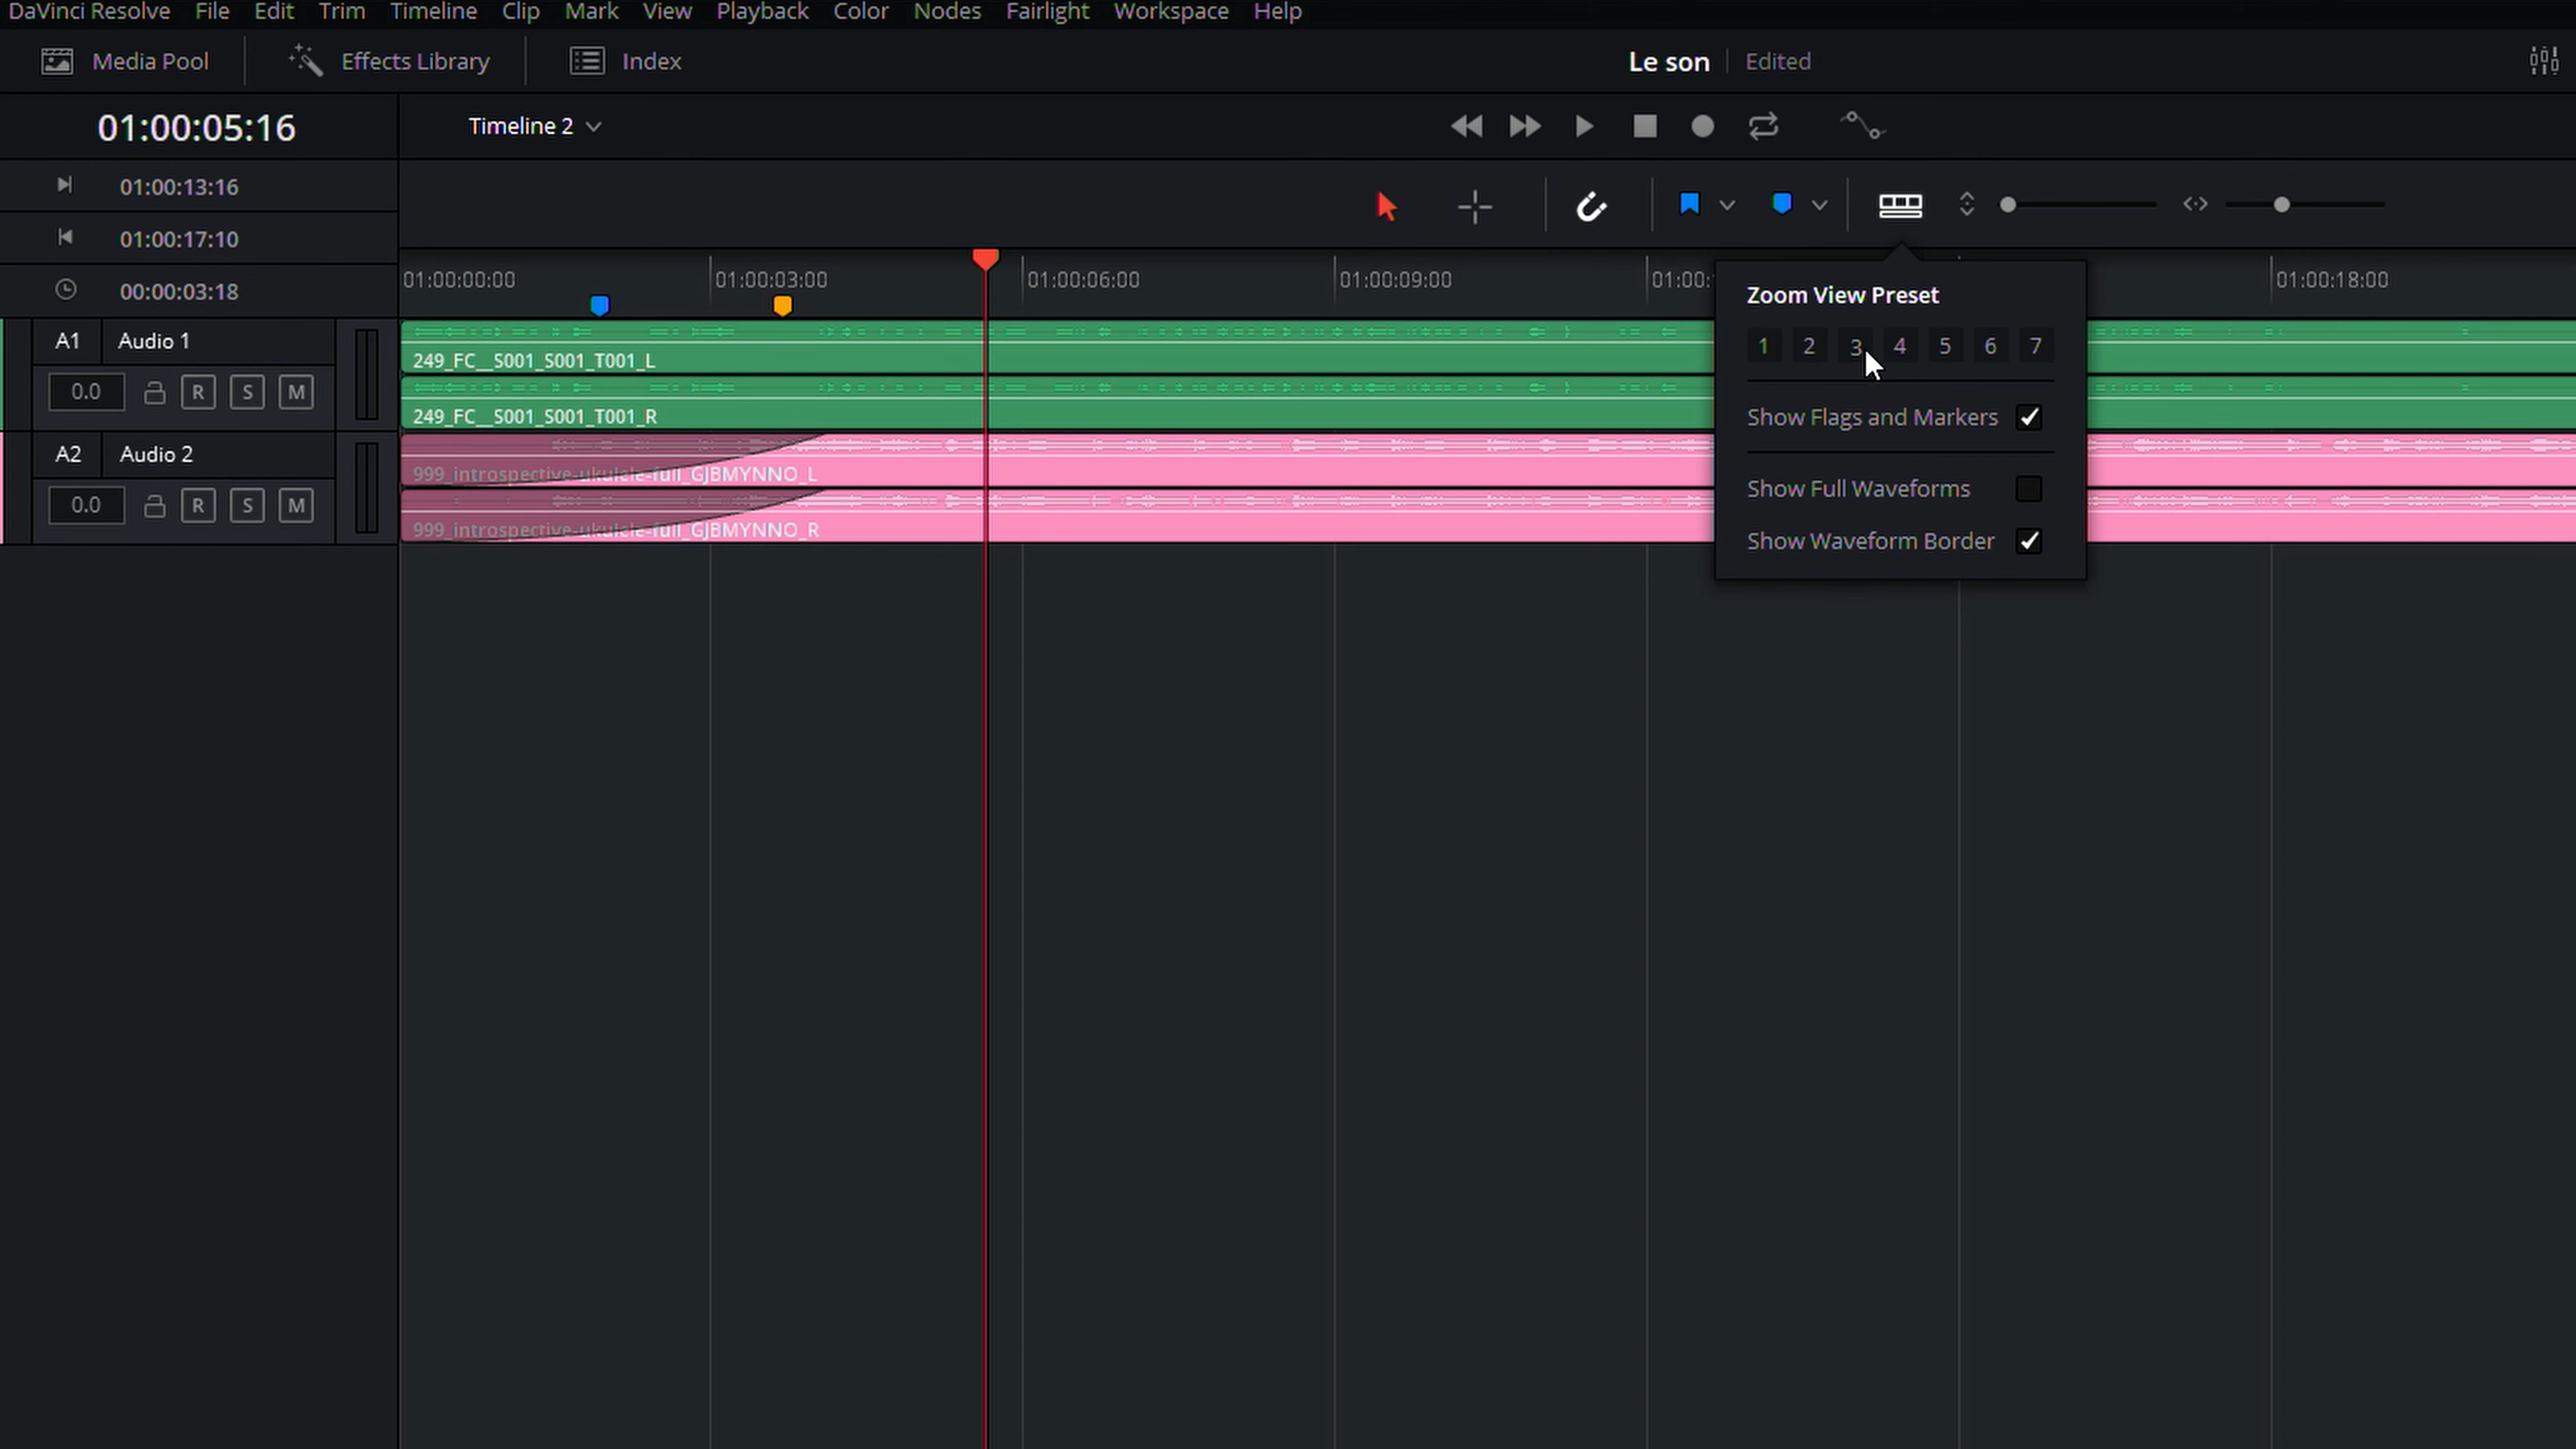 DaVinci Resolve File Edit Trim Timeline Clip Mark View Playback Color Nodes Fairlight Workspace Help
Media Pool Effects Library Index Le son Edited
01:00:05:16 Timeline 2
01:00:13:16
01:00:17:10
00:00:03:18
01:00:00:00 01:00:03:00 01:00:06:00 01:00:09:00 01:00: 01:00:18:00
Zoom View Preset
1 2 3 4 5 6 7
Show Flags and Markers
Show Full Waveforms
Show Waveform Border
A1 Audio 1
0.0 R S M
249_FC__S001_S001_T001_L
249_FC__S001_S001_T001_R
A2 Audio 2
0.0 R S M
999_introspective-ukulele-full_GJBMYNNO_L
999_introspective-ukulele-full_GJBMYNNO_R